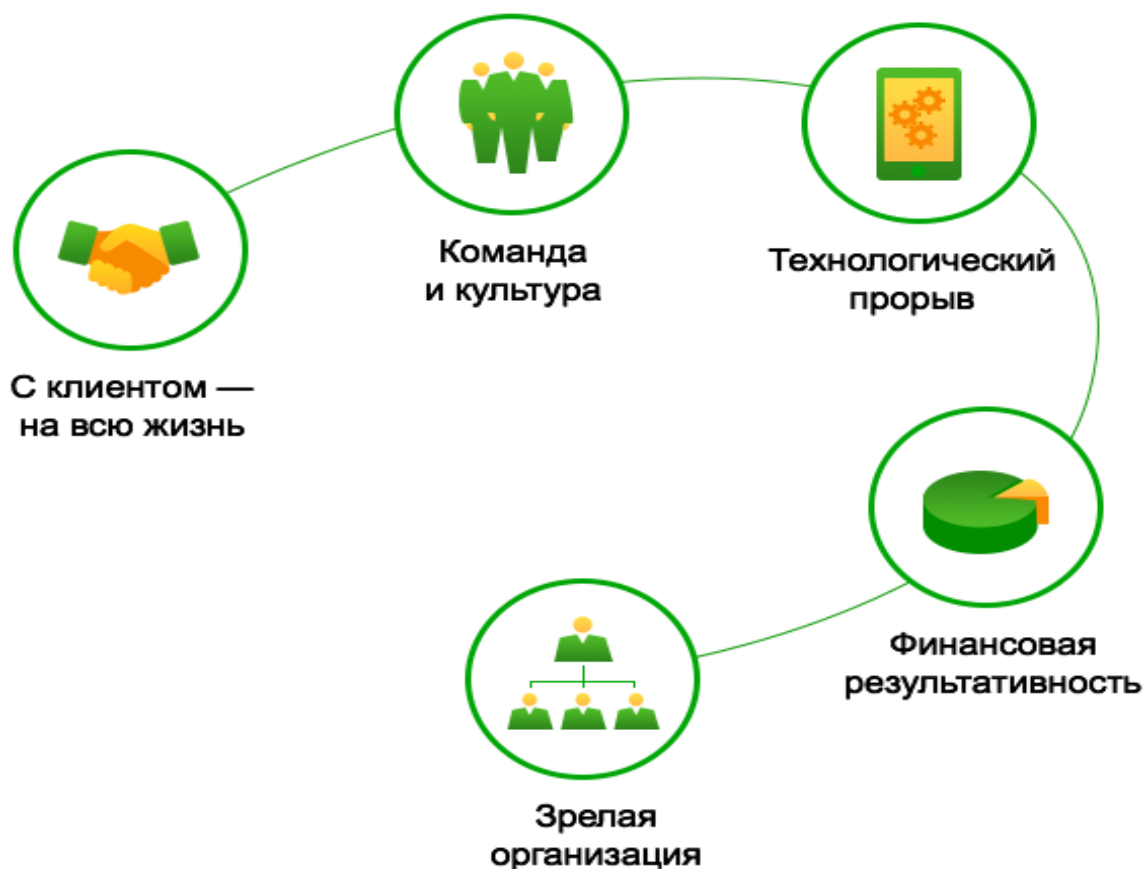 Команда
и культура
Технологический
прорыв
С клиентом —
на всю жизнь
Финансовая
результативность
Зрелая
организация